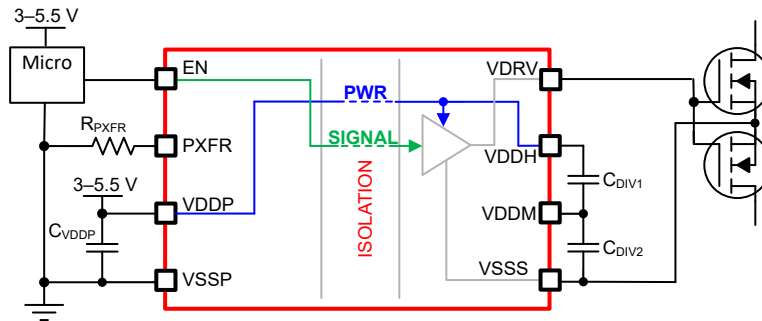 3–5.5 V
Micro
EN
VDRV
PWR
RPXFR
PXFR
SIGNAL
VDDH
ISOLATION
3–5.5 V
CDIV1
VDDP
VDDM
CVDDP
CDIV2
VSSP
VSSS